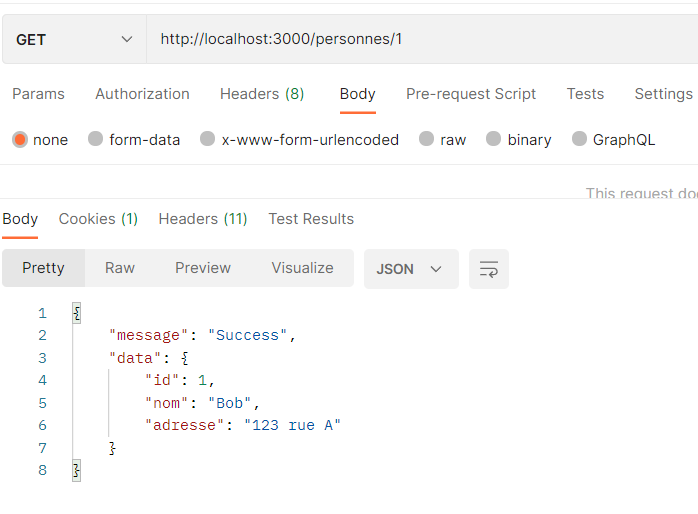 GET http://localhost:3000/personnes/1
Params Authorization Headers (8) Body Pre-request Script Tests Settings
none form-data x-www-form-urlencoded raw binary GraphQL
This request do
Body Cookies (1) Headers (11) Test Results
Pretty Raw Preview Visualize JSON
1 {
2 "message": "Success",
3 "data": {
4 "id": 1,
5 "nom": "Bob",
6 "adresse": "123 rue A"
7 }
8 }